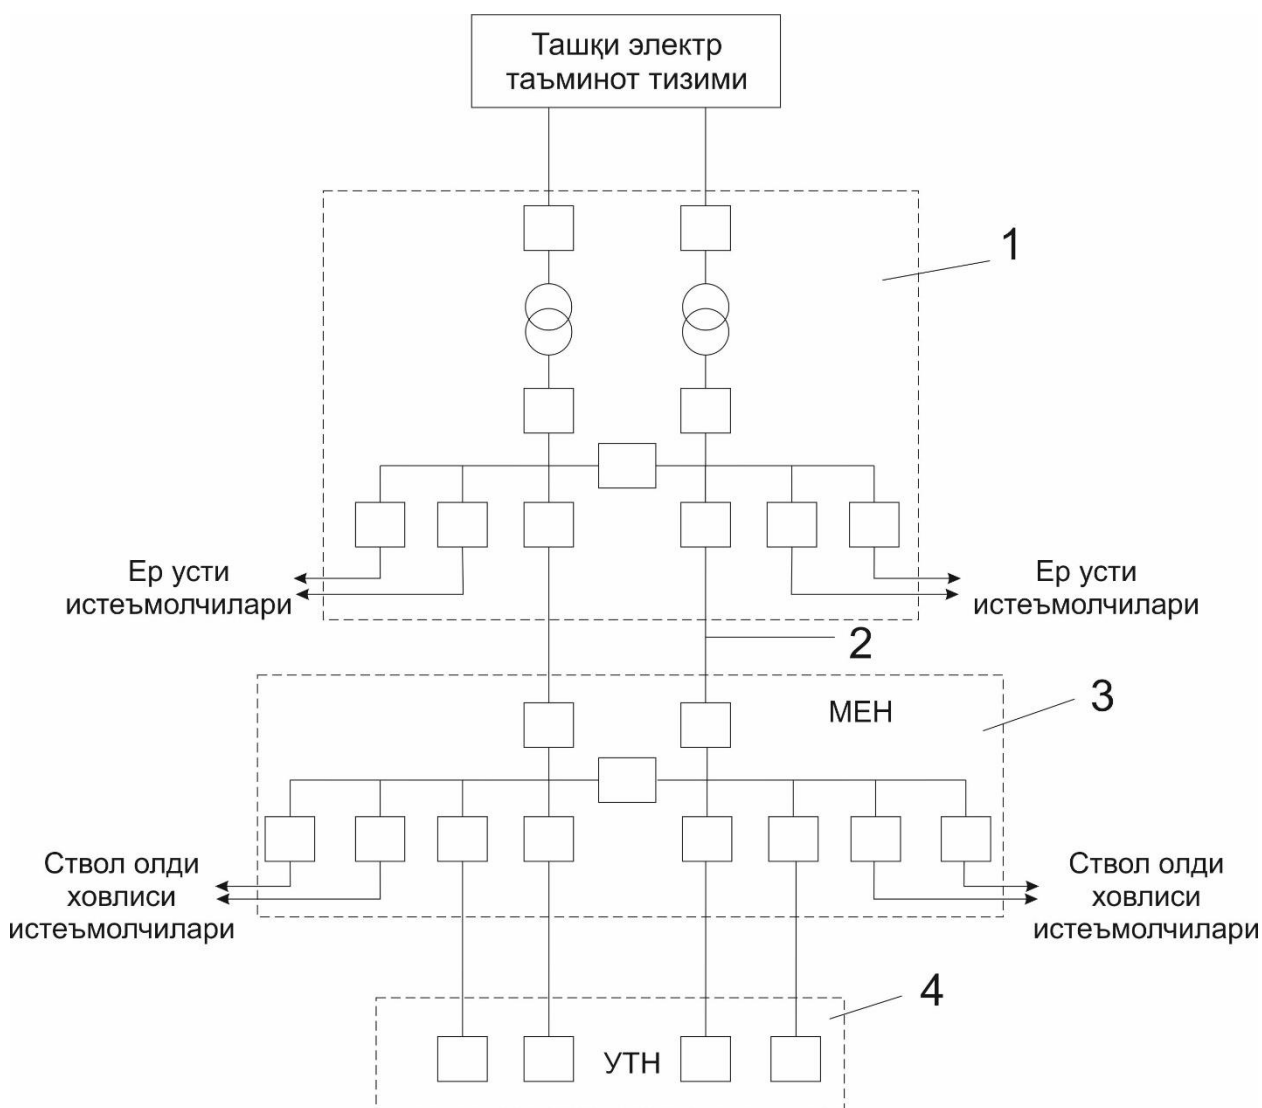 Ташқи электр
таъминот тизими
1
Ер усти
истеъмолчилари
Ер усти
истеъмолчилари
2
МЕН
3
Ствол олди
ховлиси
истеъмолчилари
Ствол олди
ховлиси
истеъмолчилари
4
УТН